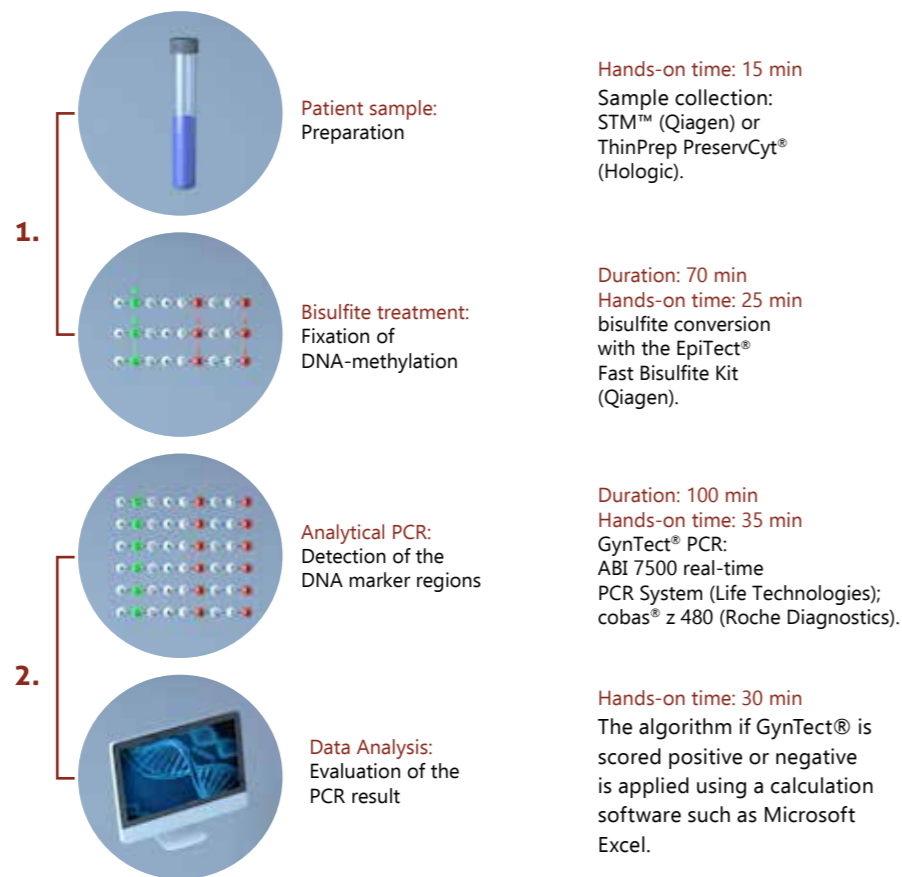 1.
Patient sample:
Preparation
Hands-on time: 15 min
Sample collection:
STM™ (Qiagen) or
ThinPrep PreservCyt®
(Hologic).
Bisulfite treatment:
Fixation of
DNA-methylation
Duration: 70 min
Hands-on time: 25 min
bisulfite conversion
with the EpiTect®
Fast Bisulfite Kit
(Qiagen).
2.
Analytical PCR:
Detection of the
DNA marker regions
Duration: 100 min
Hands-on time: 35 min
GynTect® PCR:
ABI 7500 real-time
PCR System (Life Technologies);
cobas® z 480 (Roche Diagnostics).
Data Analysis:
Evaluation of the
PCR result
Hands-on time: 30 min
The algorithm if GynTect® is
scored positive or negative
is applied using a calculation
software such as Microsoft
Excel.